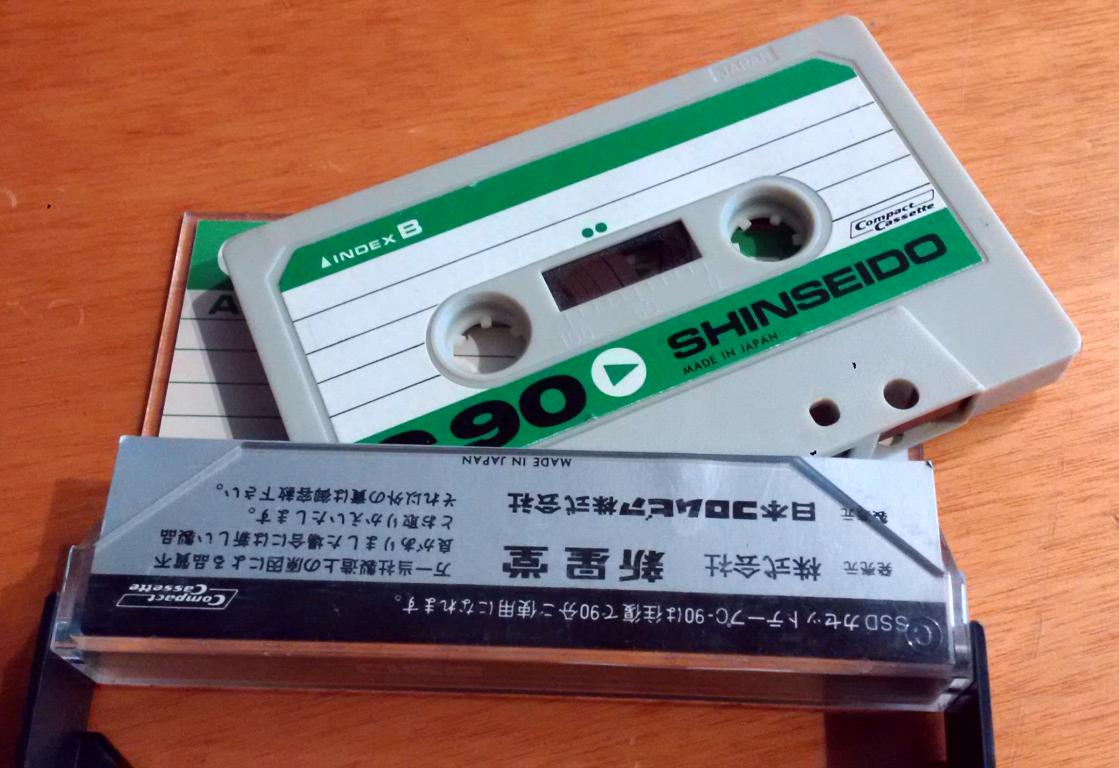 JAPAN
INDEX B
Compact
Cassette
90
SHINSEIDO
MADE IN JAPAN
A
100 50 0
SSDカセットテープC-90は往復で90分ご使用になれます。
Compact
Cassette
発売元 株式会社 新星堂
製造元 日本コロムビア株式会社
万一当社製造上の原因による品質不
良がありました場合には新しい製品
とお取りかえいたします。
それ以外の責は御容赦下さい。
MADE IN JAPAN